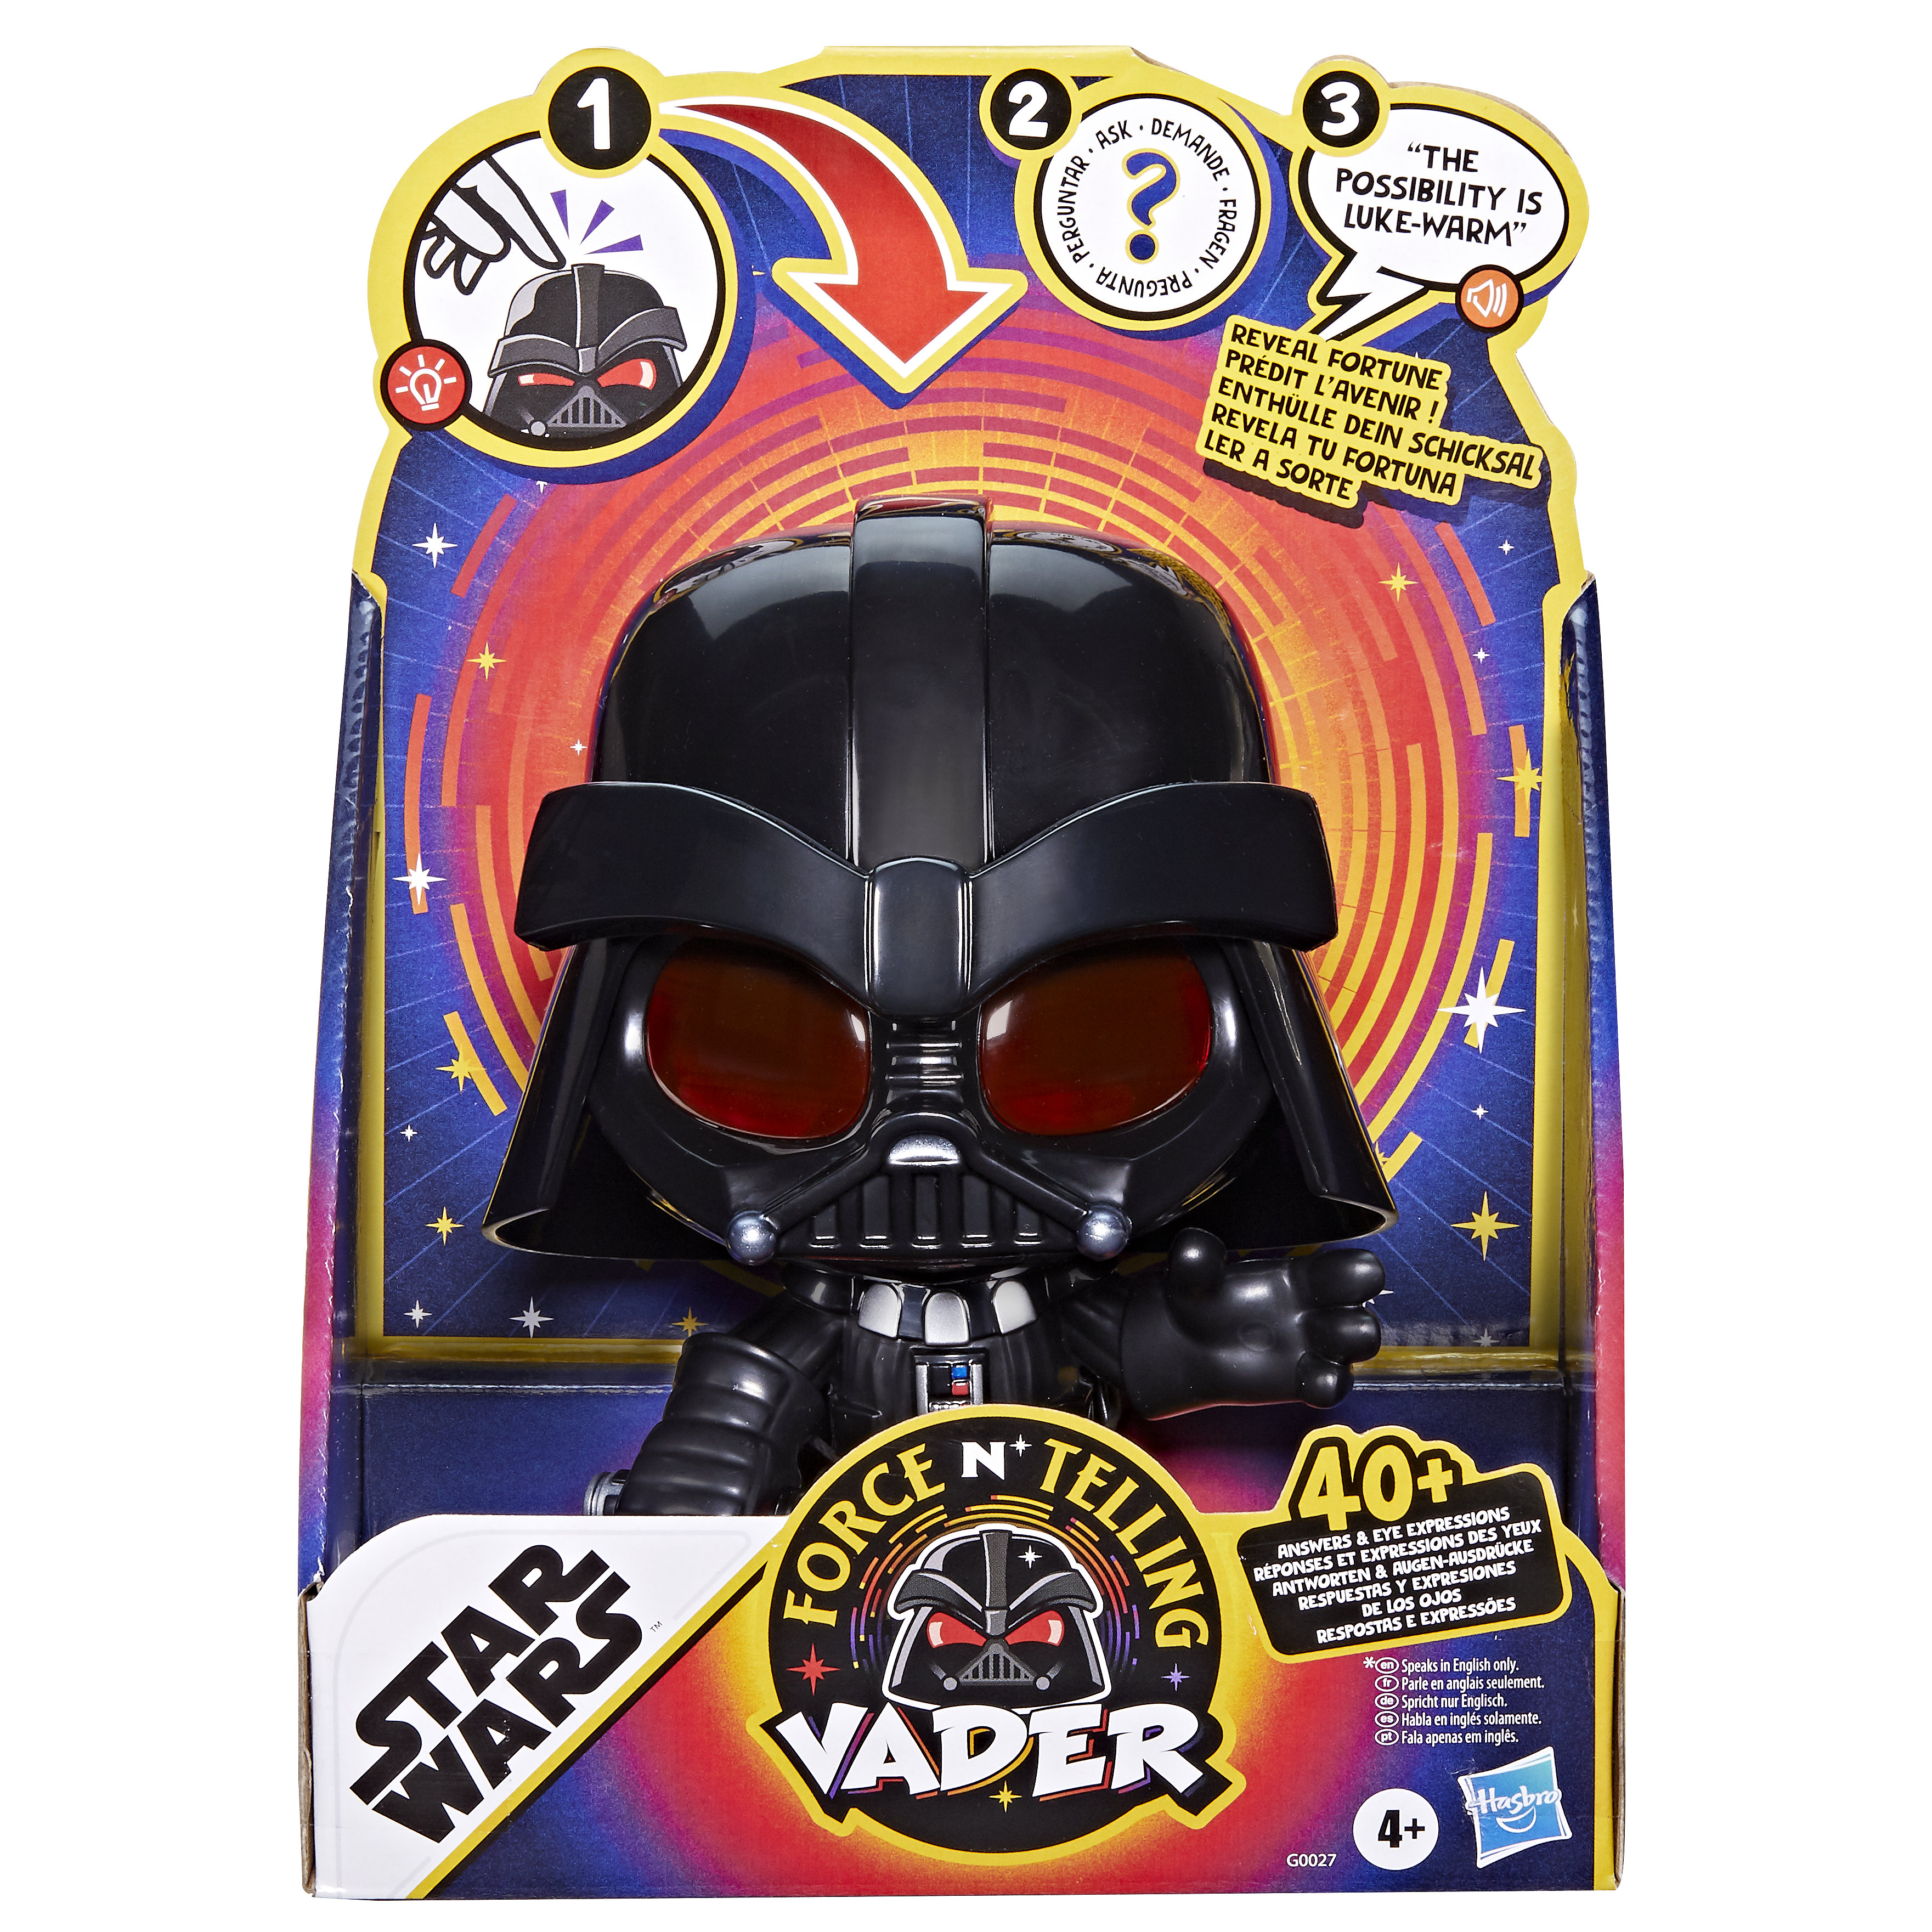 1
2
ASK · DEMANDE · FRAGEN · PREGUNTA · PERGUNTAR ·
?
3
“THE
POSSIBILITY IS
LUKE-WARM”
REVEAL FORTUNE
PRÉDIT L’AVENIR !
ENTHÜLLE DEIN SCHICKSAL
REVELA TU FORTUNA
LER A SORTE
STAR
WARS™
FORCE N TELLING
VADER
40+
ANSWERS & EYE EXPRESSIONS
RÉPONSES ET EXPRESSIONS DES YEUX
ANTWORTEN & AUGEN-AUSDRÜCKE
RESPUESTAS Y EXPRESIONES
DE LOS OJOS
RESPOSTAS E EXPRESSÕES
*en Speaks in English only.
fr Parle en anglais seulement.
de Spricht nur Englisch.
es Habla en inglés solamente.
pt Fala apenas em inglês.
G0027
4+
Hasbro